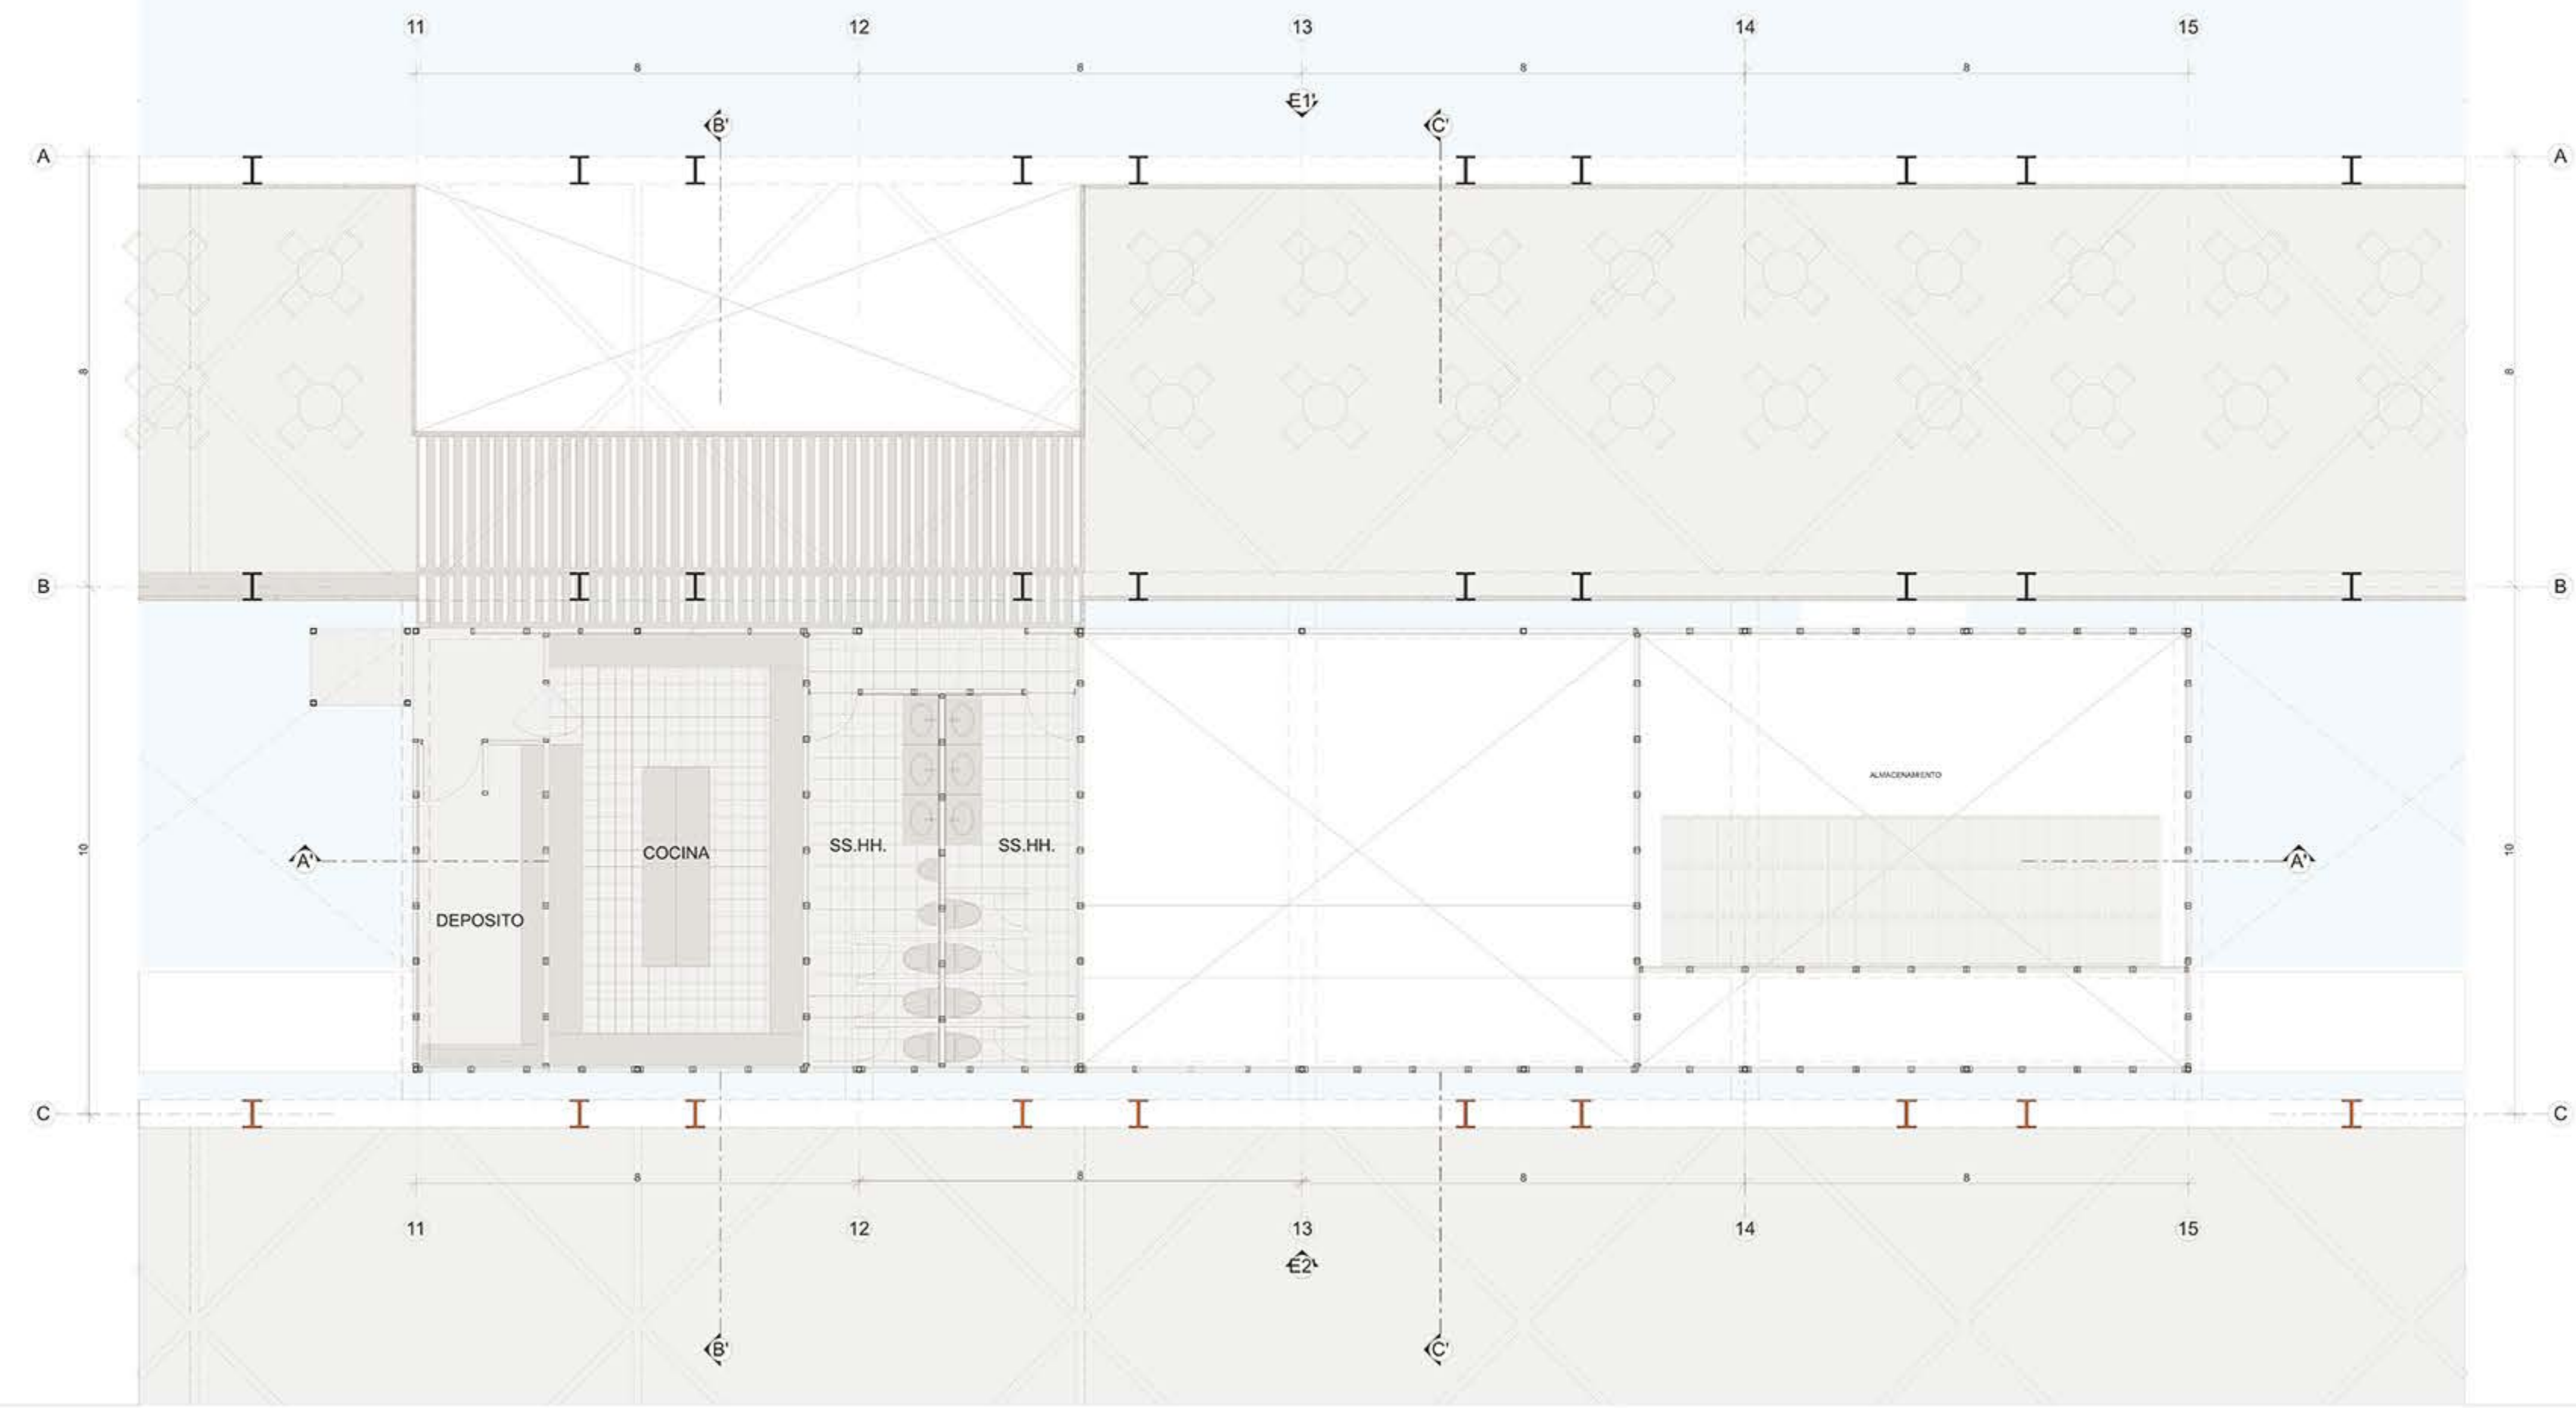 11 12 13 14 15
8 8 8 8
E1'
B' C'
A A
8 8
B B
ALMACENAMIENTO
SS.HH. SS.HH.
10 COCINA 10
A' A'
DEPOSITO
C C
8 8 8 8
11 12 13 14 15
E2'
B' C'